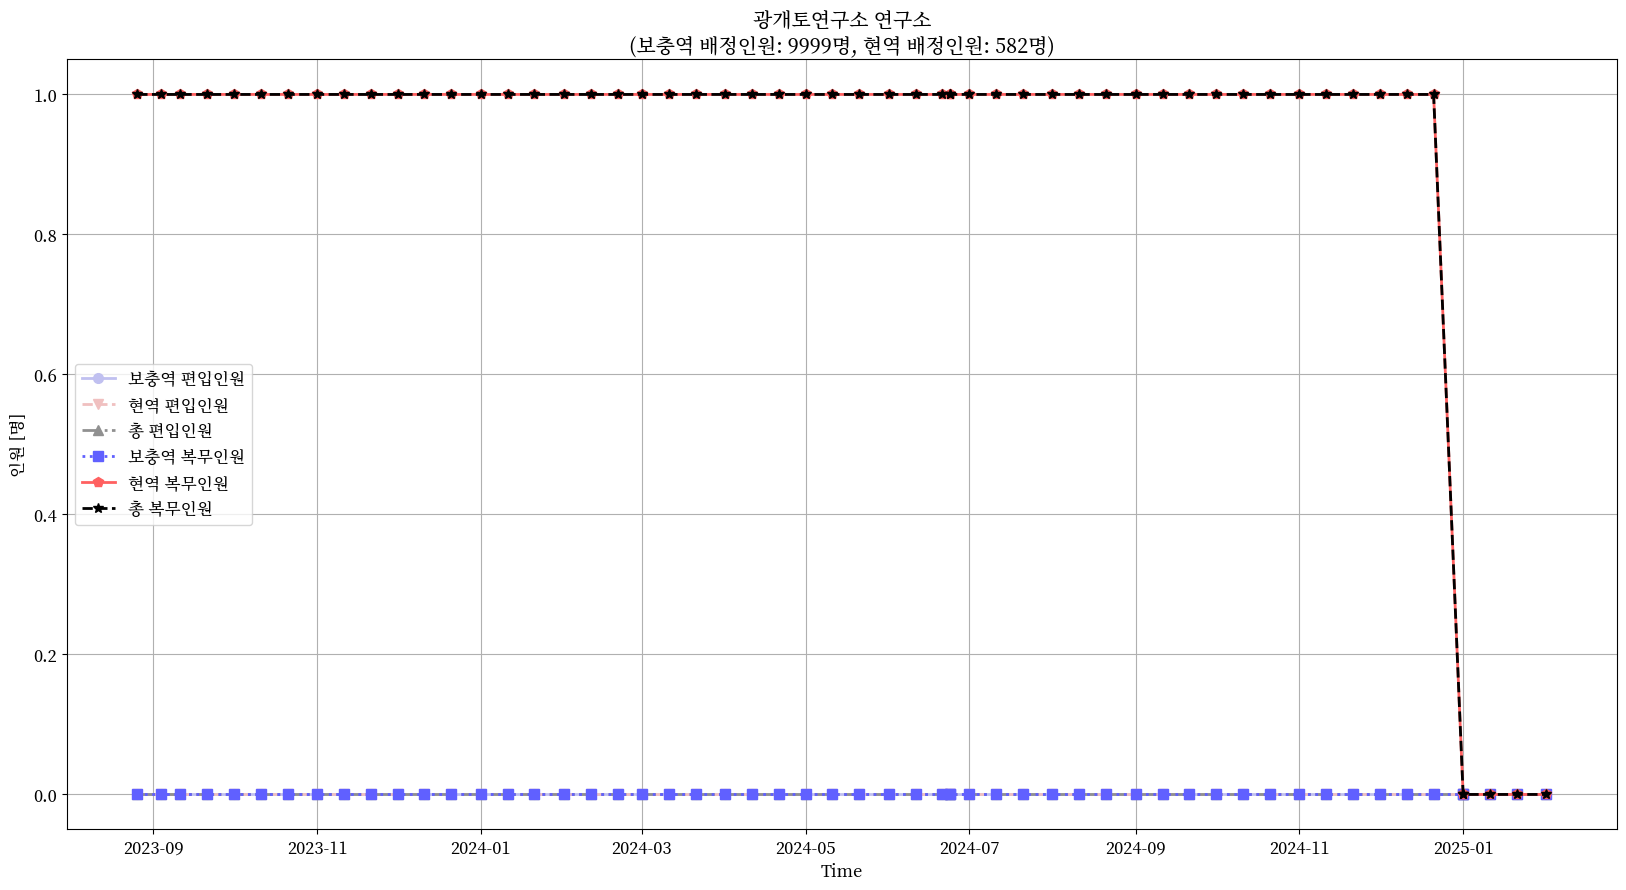 광개토연구소 연구소
(보충역 배정인원: 9999명, 현역 배정인원: 582명)
인원 [명]
1.0
0.8
0.6
0.4
0.2
0.0
보충역 편입인원
현역 편입인원
총 편입인원
보충역 복무인원
현역 복무인원
총 복무인원
2023-09 2023-11 2024-01 2024-03 2024-05 2024-07 2024-09 2024-11 2025-01
Time